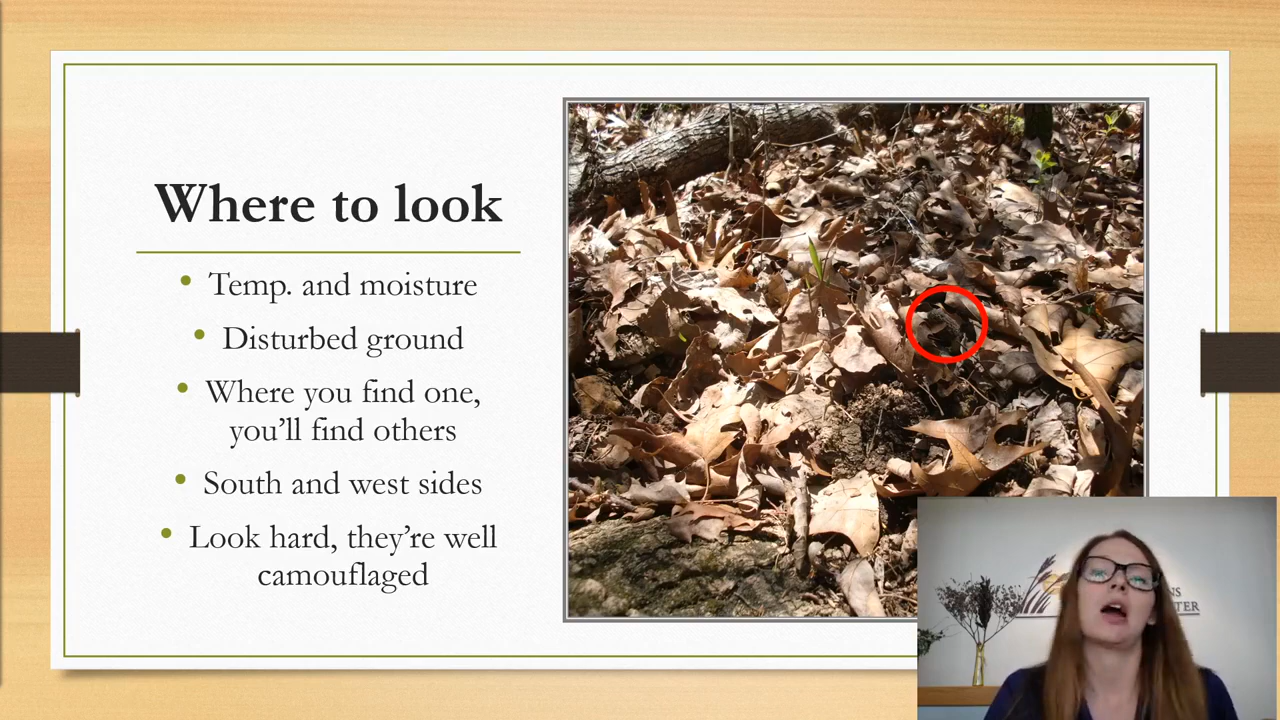 Where to look
• Temp. and moisture
• Disturbed ground
• Where you find one,
you’ll find others
• South and west sides
• Look hard, they’re well
camouflaged